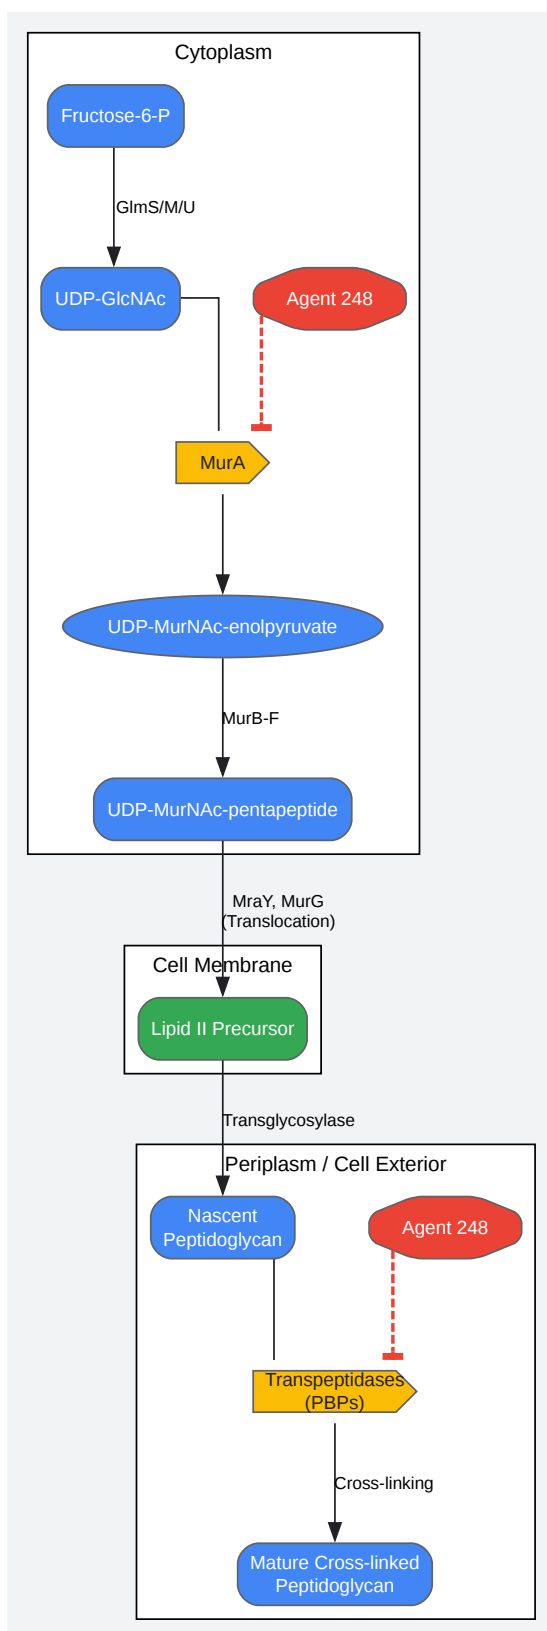 Cytoplasm
Fructose-6-P
GlmS/M/U
UDP-GlcNAc
Agent 248
MurA
UDP-MurNAc-enolpyruvate
MurB-F
UDP-MurNAc-pentapeptide
MraY, MurG
(Translocation)
Cell Membrane
Lipid II Precursor
Transglycosylase
Periplasm / Cell Exterior
Nascent
Peptidoglycan
Agent 248
Transpeptidases
(PBPs)
Cross-linking
Mature Cross-linked
Peptidoglycan